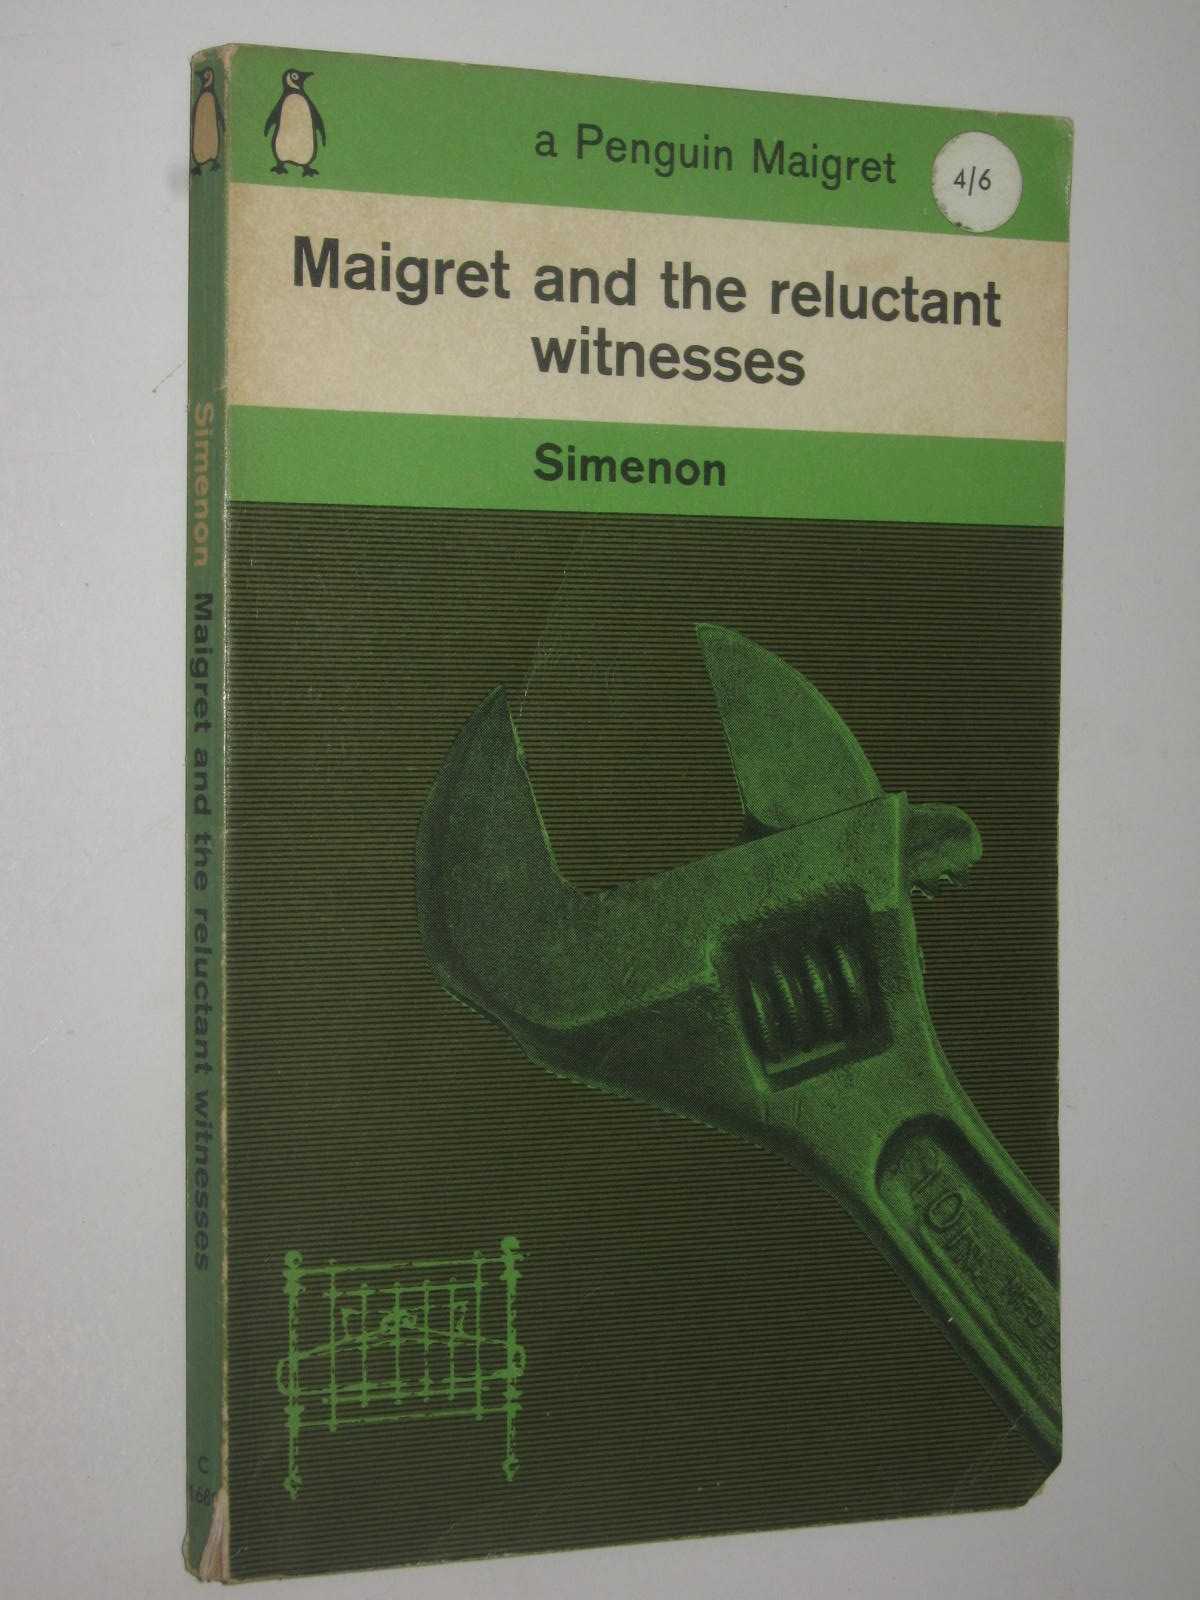 a Penguin Maigret
4/6
Maigret and the reluctant
witnesses
Simenon
Simenon Maigret and the reluctant witnesses
C